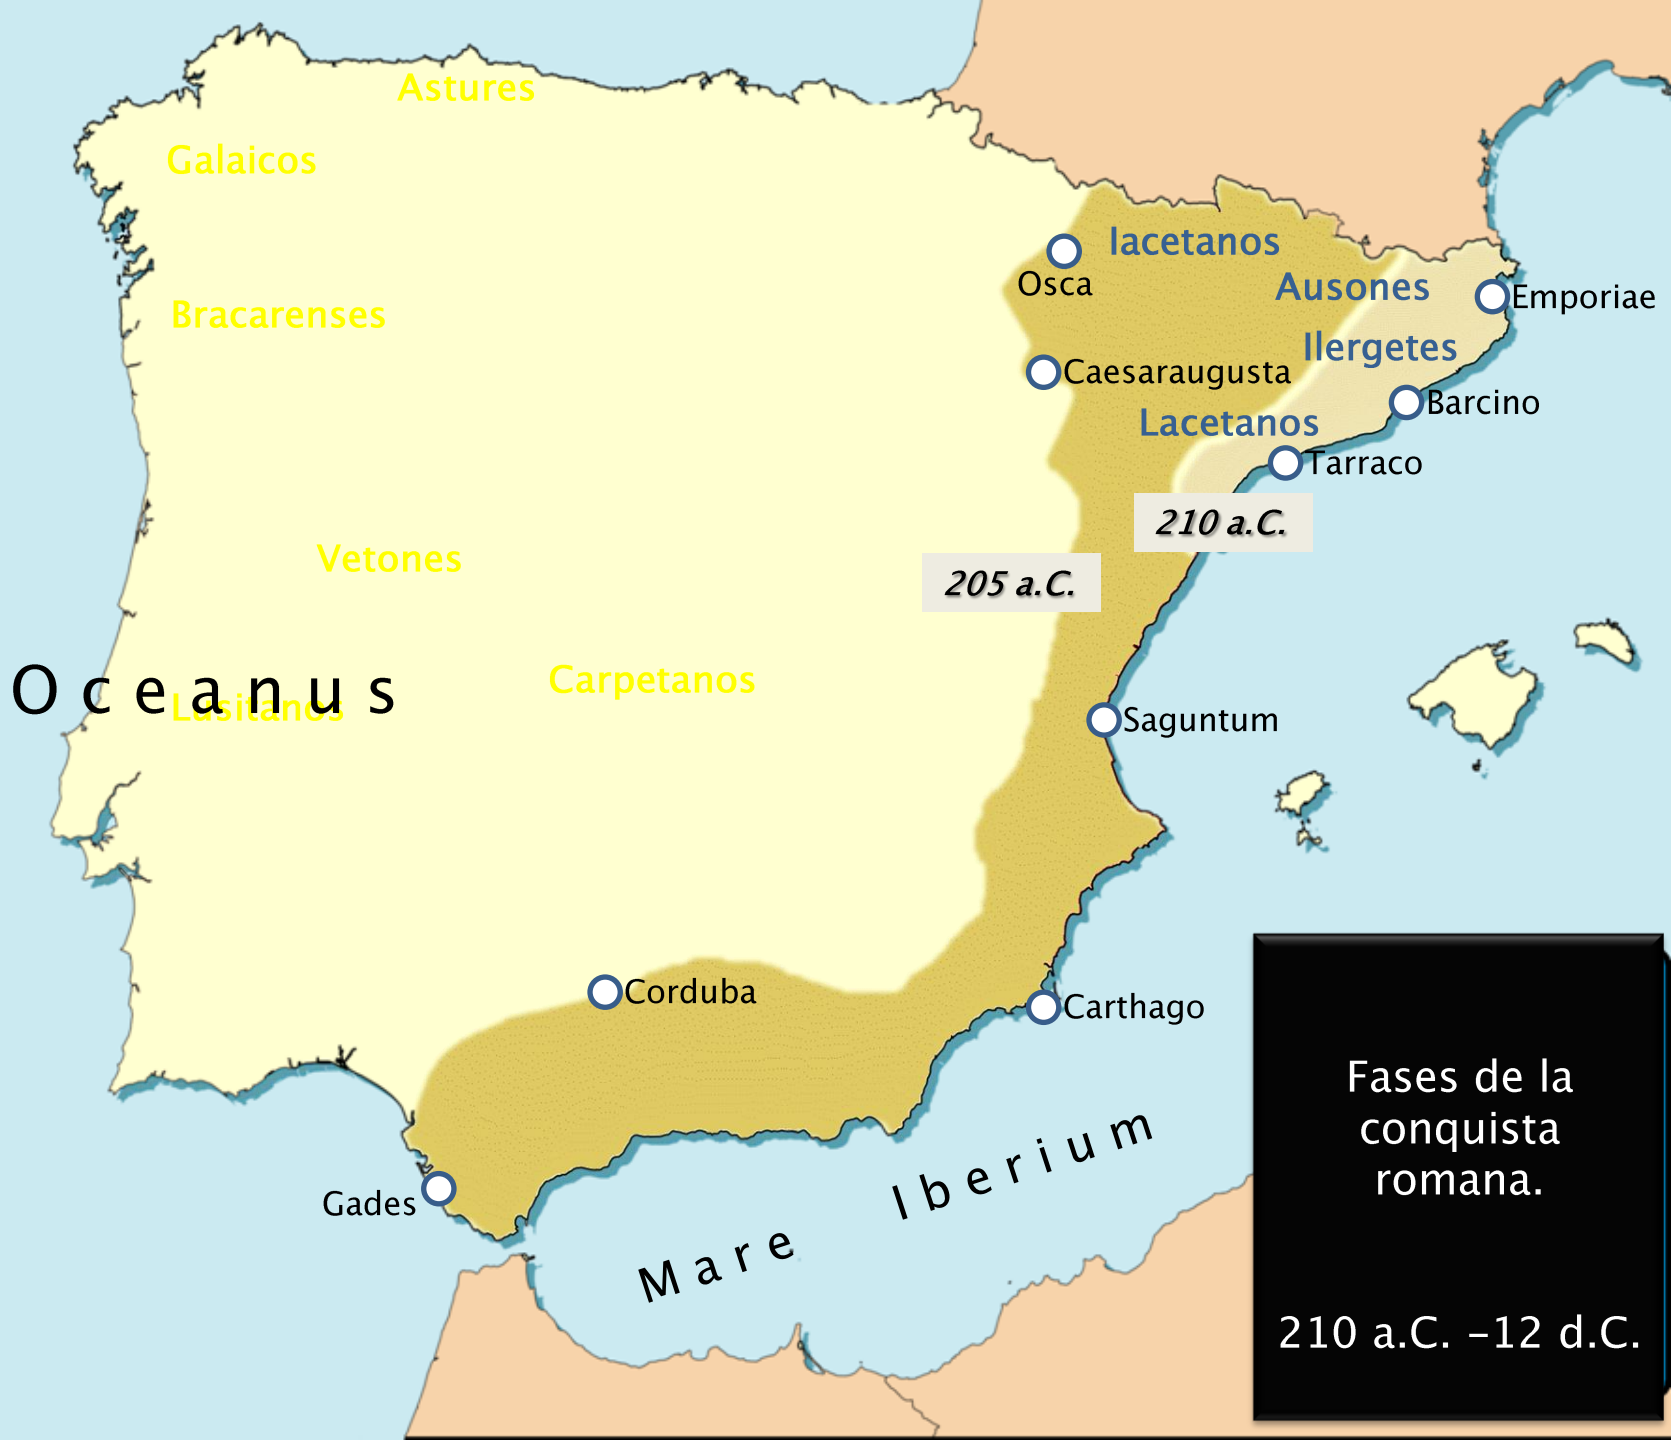 Astures
Galaicos
Iacetanos
Osca
Ausones
Emporiae
Bracarenses
Ilergetes
Caesaraugusta
Barcino
Lacetanos
Tarraco
210 a.C.
Vetones
205 a.C.
Carpetanos
Oceanus
Lusitanos
Saguntum
Corduba
Carthago
Fases de la
conquista
romana.
210 a.C. –12 d.C.
Gades
Mare Iberium